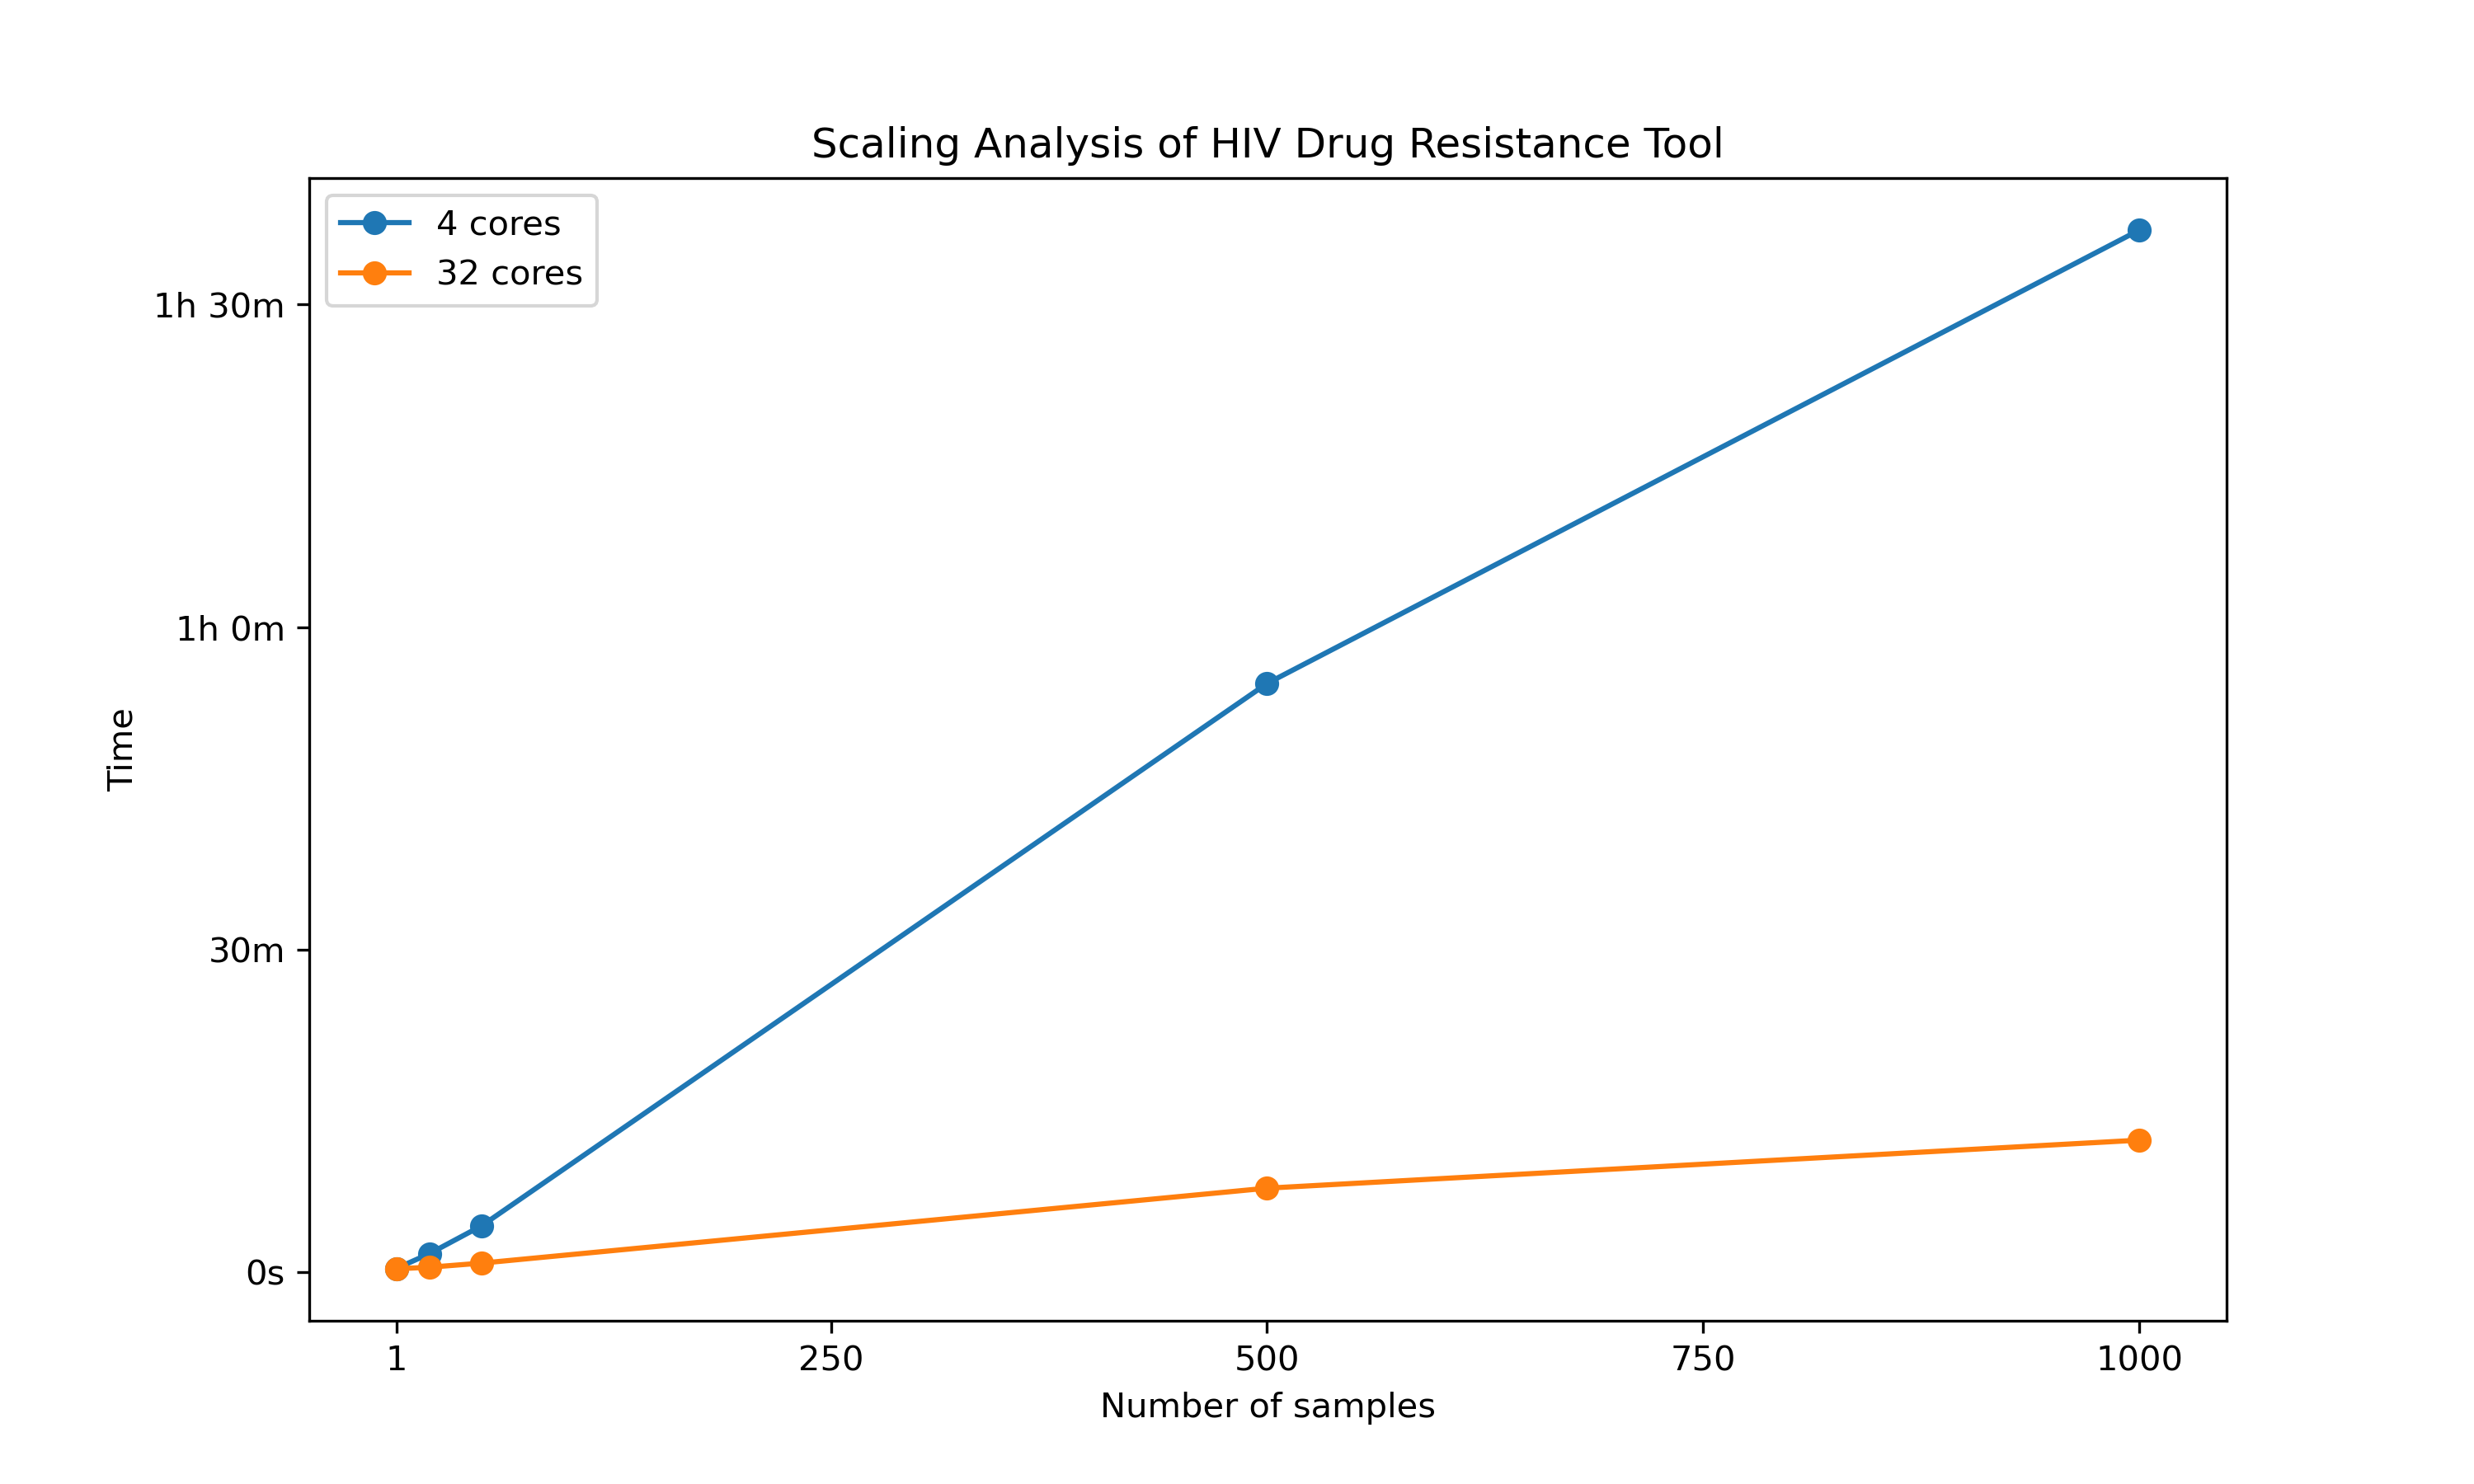 Scaling Analysis of HIV Drug Resistance Tool
4 cores
32 cores
1h 30m
1h 0m
30m
0s
Time
1
250
500
750
1000
Number of samples